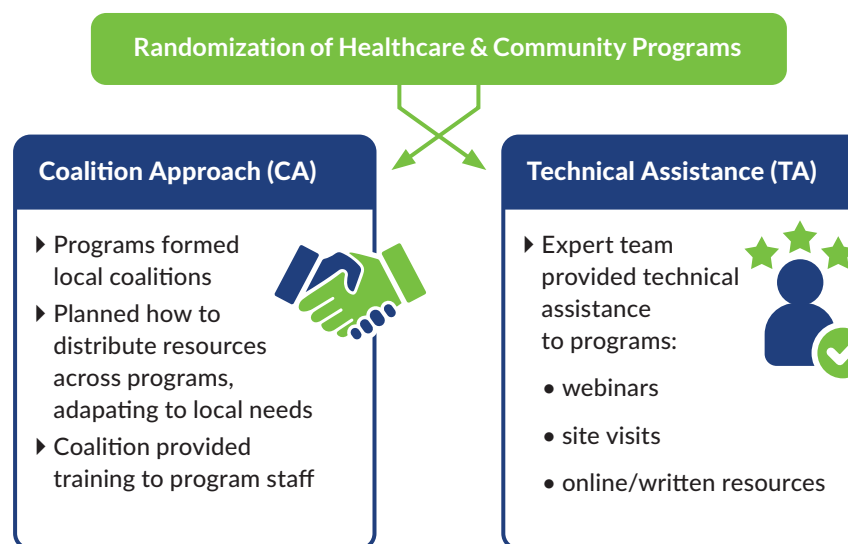 Randomization of Healthcare & Community Programs
Coalition Approach (CA)
Programs formed
local coalitions
Planned how to
distribute resources
across programs,
adapating to local needs
Coalition provided
training to program staff
Technical Assistance (TA)
Expert team
provided technical
assistance
to programs:
• webinars
• site visits
• online/written resources